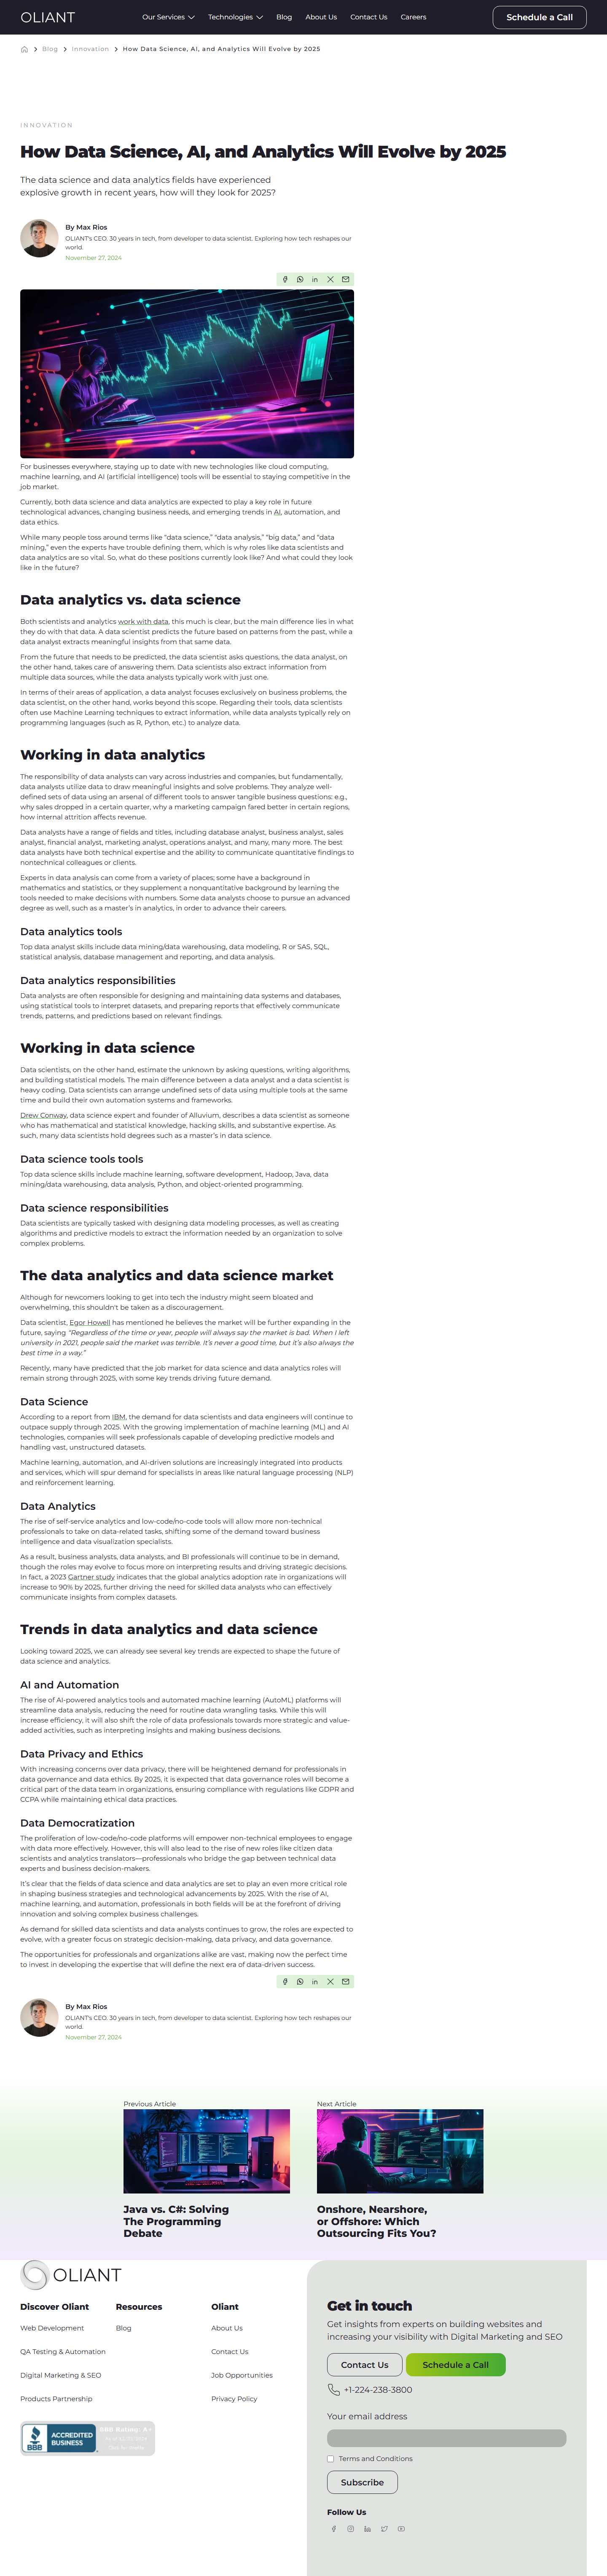 OLIANT
Our Services
Technologies
Blog
About Us
Contact Us
Careers
Schedule a Call
Blog
Innovation
How Data Science, AI, and Analytics Will Evolve by 2025
INNOVATION
How Data Science, AI, and Analytics Will Evolve by 2025
The data science and data analytics fields have experienced
explosive growth in recent years, how will they look for 2025?
By Max Rios
OLIANT's CEO. 30 years in tech, from developer to data scientist. Exploring how tech reshapes our
world.
November 27, 2024
For businesses everywhere, staying up to date with new technologies like cloud computing,
machine learning, and AI (artificial intelligence) tools will be essential to staying competitive in the
job market.
Currently, both data science and data analytics are expected to play a key role in future
technological advances, changing business needs, and emerging trends in AI, automation, and
data ethics.
While many people toss around terms like “data science,” “data analysis,” “big data,” and “data
mining,” even the experts have trouble defining them, which is why roles like data scientists and
data analytics are so vital. So, what do these positions currently look like? And what could they look
like in the future?
Data analytics vs. data science
Both scientists and analytics work with data, this much is clear, but the main difference lies in what
they do with that data. A data scientist predicts the future based on patterns from the past, while a
data analyst extracts meaningful insights from that same data.
From the future that needs to be predicted, the data scientist asks questions, the data analyst, on
the other hand, takes care of answering them. Data scientists also extract information from
multiple data sources, while the data analysts typically work with just one.
In terms of their areas of application, a data analyst focuses exclusively on business problems, the
data scientist, on the other hand, works beyond this scope. Regarding their tools, data scientists
often use Machine Learning techniques to extract information, while data analysts typically rely on
programming languages (such as R, Python, etc.) to analyze data.
Working in data analytics
The responsibility of data analysts can vary across industries and companies, but fundamentally,
data analysts utilize data to draw meaningful insights and solve problems. They analyze well-
defined sets of data using an arsenal of different tools to answer tangible business questions: e.g.,
why sales dropped in a certain quarter, why a marketing campaign fared better in certain regions,
how internal attrition affects revenue.
Data analysts have a range of fields and titles, including database analyst, business analyst, sales
analyst, financial analyst, marketing analyst, operations analyst, and many, many more. The best
data analysts have both technical expertise and the ability to communicate quantitative findings to
nontechnical colleagues or clients.
Experts in data analysis can come from a variety of places; some have a background in
mathematics and statistics, or they supplement a nonquantitative background by learning the
tools needed to make decisions with numbers. Some data analysts choose to pursue an advanced
degree as well, such as a master’s in analytics, in order to advance their careers.
Data analytics tools
Top data analyst skills include data mining/data warehousing, data modeling, R or SAS, SQL,
statistical analysis, database management and reporting, and data analysis.
Data analytics responsibilities
Data analysts are often responsible for designing and maintaining data systems and databases,
using statistical tools to interpret datasets, and preparing reports that effectively communicate
trends, patterns, and predictions based on relevant findings.
Working in data science
Data scientists, on the other hand, estimate the unknown by asking questions, writing algorithms,
and building statistical models. The main difference between a data analyst and a data scientist is
heavy coding. Data scientists can arrange undefined sets of data using multiple tools at the same
time and build their own automation systems and frameworks.
Drew Conway, data science expert and founder of Alluvium, describes a data scientist as someone
who has mathematical and statistical knowledge, hacking skills, and substantive expertise. As
such, many data scientists hold degrees such as a master’s in data science.
Data science tools tools
Top data science skills include machine learning, software development, Hadoop, Java, data
mining/data warehousing, data analysis, Python, and object-oriented programming.
Data science responsibilities
Data scientists are typically tasked with designing data modeling processes, as well as creating
algorithms and predictive models to extract the information needed by an organization to solve
complex problems.
The data analytics and data science market
Although for newcomers looking to get into tech the industry might seem bloated and
overwhelming, this shouldn't be taken as a discouragement.
Data scientist, Egor Howell has mentioned he believes the market will be further expanding in the
future, saying “Regardless of the time or year, people will always say the market is bad. When I left
university in 2021, people said the market was terrible. It’s never a good time, but it’s also always the
best time in a way.”
Recently, many have predicted that the job market for data science and data analytics roles will
remain strong through 2025, with some key trends driving future demand.
Data Science
According to a report from IBM, the demand for data scientists and data engineers will continue to
outpace supply through 2025. With the growing implementation of machine learning (ML) and AI
technologies, companies will seek professionals capable of developing predictive models and
handling vast, unstructured datasets.
Machine learning, automation, and AI-driven solutions are increasingly integrated into products
and services, which will spur demand for specialists in areas like natural language processing (NLP)
and reinforcement learning.
Data Analytics
The rise of self-service analytics and low-code/no-code tools will allow more non-technical
professionals to take on data-related tasks, shifting some of the demand toward business
intelligence and data visualization specialists.
As a result, business analysts, data analysts, and BI professionals will continue to be in demand,
though the roles may evolve to focus more on interpreting results and driving strategic decisions.
In fact, a 2023 Gartner study indicates that the global analytics adoption rate in organizations will
increase to 90% by 2025, further driving the need for skilled data analysts who can effectively
communicate insights from complex datasets.
Trends in data analytics and data science
Looking toward 2025, we can already see several key trends are expected to shape the future of
data science and analytics.
AI and Automation
The rise of AI-powered analytics tools and automated machine learning (AutoML) platforms will
streamline data analysis, reducing the need for routine data wrangling tasks. While this will
increase efficiency, it will also shift the role of data professionals towards more strategic and value-
added activities, such as interpreting insights and making business decisions.
Data Privacy and Ethics
With increasing concerns over data privacy, there will be heightened demand for professionals in
data governance and data ethics. By 2025, it is expected that data governance roles will become a
critical part of the data team in organizations, ensuring compliance with regulations like GDPR and
CCPA while maintaining ethical data practices.
Data Democratization
The proliferation of low-code/no-code platforms will empower non-technical employees to engage
with data more effectively. However, this will also lead to the rise of new roles like citizen data
scientists and analytics translators—professionals who bridge the gap between technical data
experts and business decision-makers.
It’s clear that the fields of data science and data analytics are set to play an even more critical role
in shaping business strategies and technological advancements by 2025. With the rise of AI,
machine learning, and automation, professionals in both fields will be at the forefront of driving
innovation and solving complex business challenges.
As demand for skilled data scientists and data analysts continues to grow, the roles are expected to
evolve, with a greater focus on strategic decision-making, data privacy, and data governance.
The opportunities for professionals and organizations alike are vast, making now the perfect time
to invest in developing the expertise that will define the next era of data-driven success.
By Max Rios
OLIANT's CEO. 30 years in tech, from developer to data scientist. Exploring how tech reshapes our
world.
November 27, 2024
Previous Article
Java vs. C#: Solving
The Programming
Debate
Next Article
Onshore, Nearshore,
or Offshore: Which
Outsourcing Fits You?
OLIANT
Discover Oliant
Web Development
QA Testing & Automation
Digital Marketing & SEO
Products Partnership
Resources
Blog
Oliant
About Us
Contact Us
Job Opportunities
Privacy Policy
BBB
ACCREDITED
BUSINESS
BBB Rating: A+
Get in touch
Get insights from experts on building websites and
increasing your visibility with Digital Marketing and SEO
Contact Us
Schedule a Call
+1-224-238-3800
Your email address
Terms and Conditions
Subscribe
Follow Us